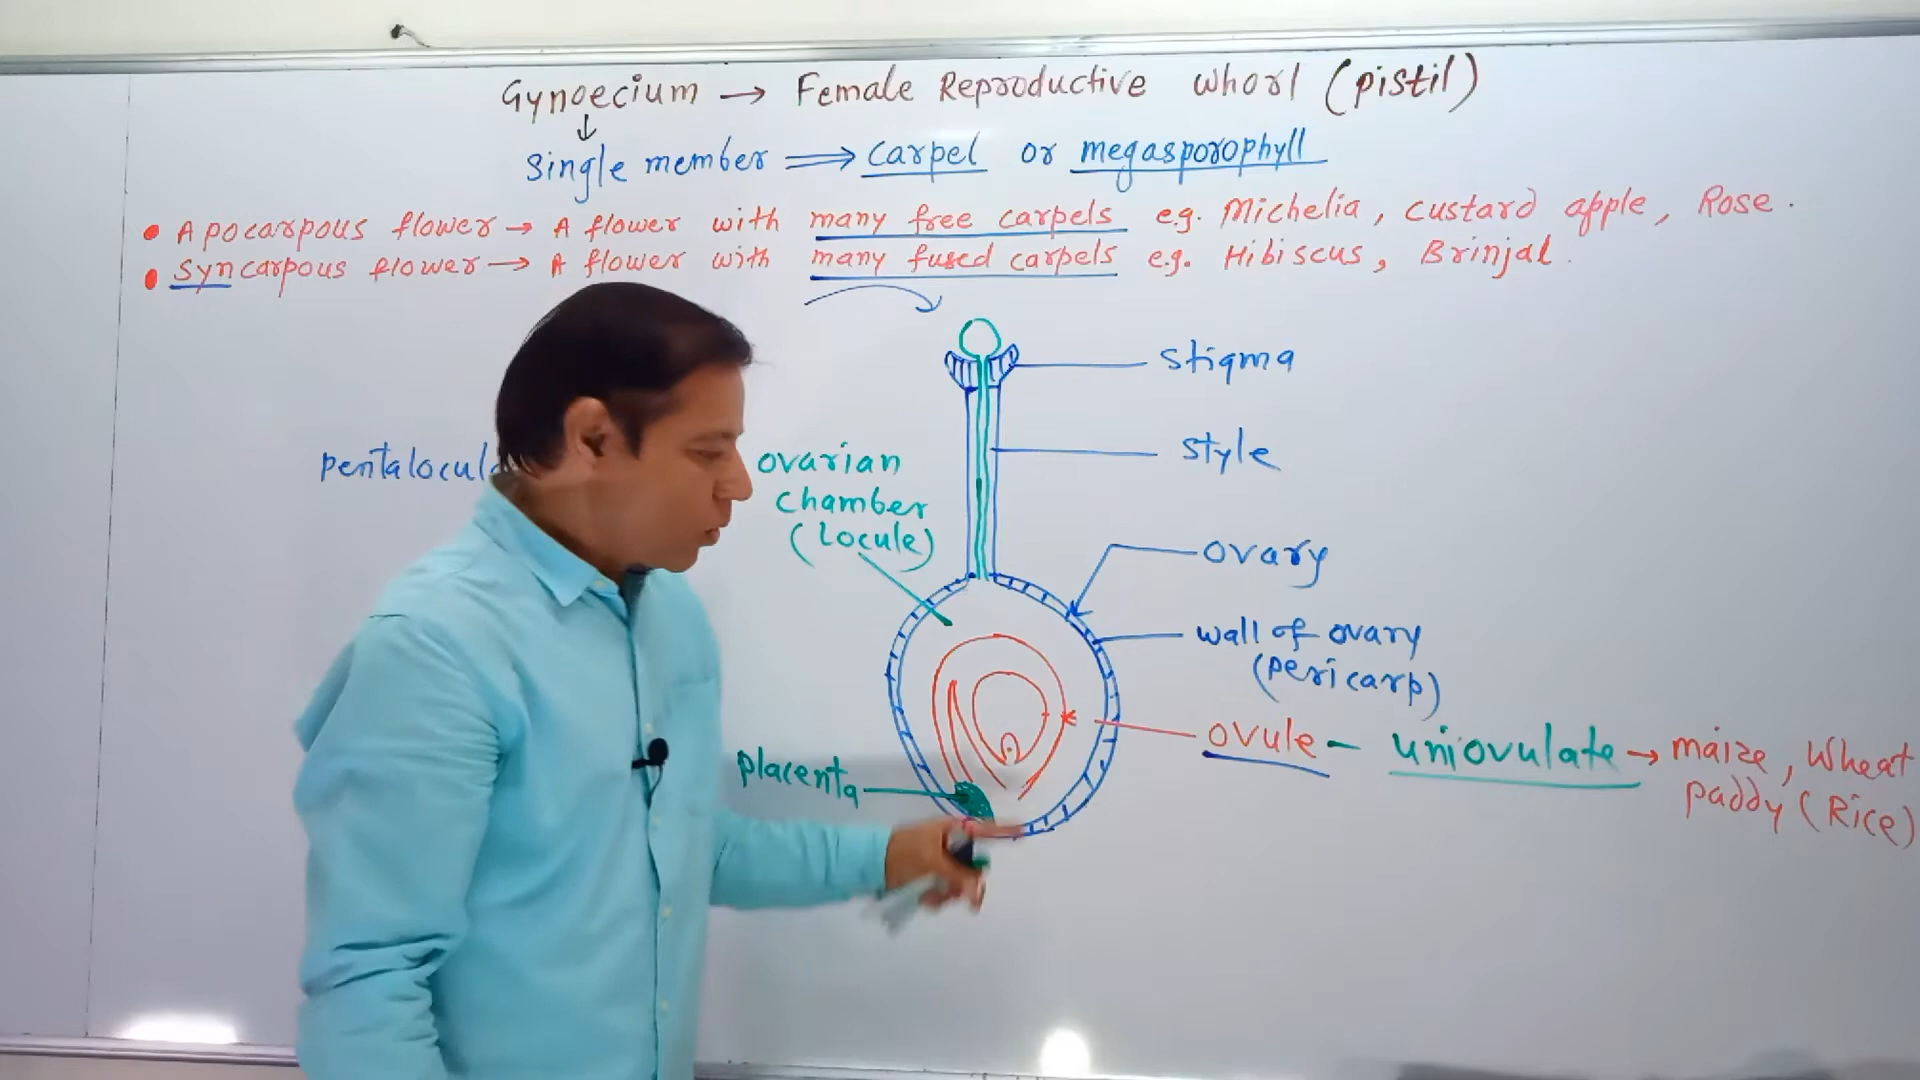 Gynoecium → Female Reproductive whorl (pistil)
↓
Single member ⇒ carpel or megasporophyll
• Apocarpous flower → A flower with many free carpels e.g. Michelia, custard apple, Rose.
• Syncarpous flower → A flower with many fused carpels e.g. Hibiscus, Brinjal.
stigma
style
ovarian
chamber
(Locule)
ovary
wall of ovary
(pericarp)
ovule – uniovulate → maize, wheat
paddy (Rice)
placenta